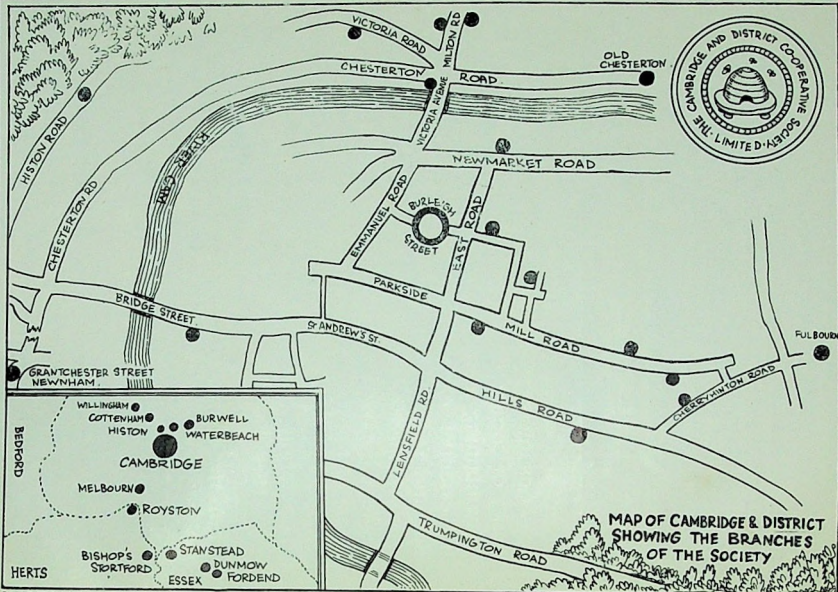 VICTORIA ROAD
MILTON RD
CHESTERTON ROAD
OLD
CHESTERTON
THE CAMBRIDGE AND DISTRICT CO-OPERATIVE SOCIETY
LIMITED
HISTON ROAD
RIVER CAM
VICTORIA AVENUE
NEWMARKET ROAD
CHESTERTON RD
EMMANUEL ROAD
BURLEIGH
STREET
EAST ROAD
PARKSIDE
BRIDGE STREET
St ANDREW'S ST.
MILL ROAD
FULBOURN
GRANTCHESTER STREET
NEWNHAM.
HILLS ROAD
CHERRYHINTON ROAD
LENSFIELD RD.
TRUMPINGTON ROAD
WILLINGHAM
COTTENHAM
BURWELL
HISTON
WATERBEACH
CAMBRIDGE
BEDFORD
MELBOURN
ROYSTON
BISHOP'S
STORTFORD
STANSTEAD
DUNMOW
FORDEND
HERTS
ESSEX
MAP OF CAMBRIDGE & DISTRICT
SHOWING THE BRANCHES
OF THE SOCIETY